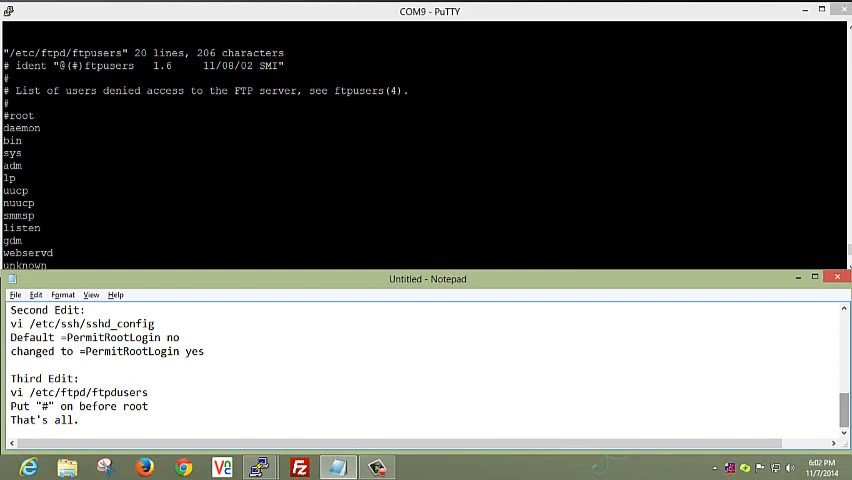 COM9 - PuTTY
"/etc/ftpd/ftpusers" 20 lines, 206 characters
# ident "@(#)ftpusers 1.6 11/08/02 SMI"
#
# List of users denied access to the FTP server, see ftpusers(4).
#
#root
daemon
bin
sys
adm
lp
uucp
nuucp
smmsp
listen
gdm
webservd
unknown
Untitled - Notepad
File Edit Format View Help
Second Edit:
vi /etc/ssh/sshd_config
Default =PermitRootLogin no
changed to =PermitRootLogin yes
Third Edit:
vi /etc/ftpd/ftpdusers
Put "#" on before root
That's all.
6:02 PM
11/7/2014